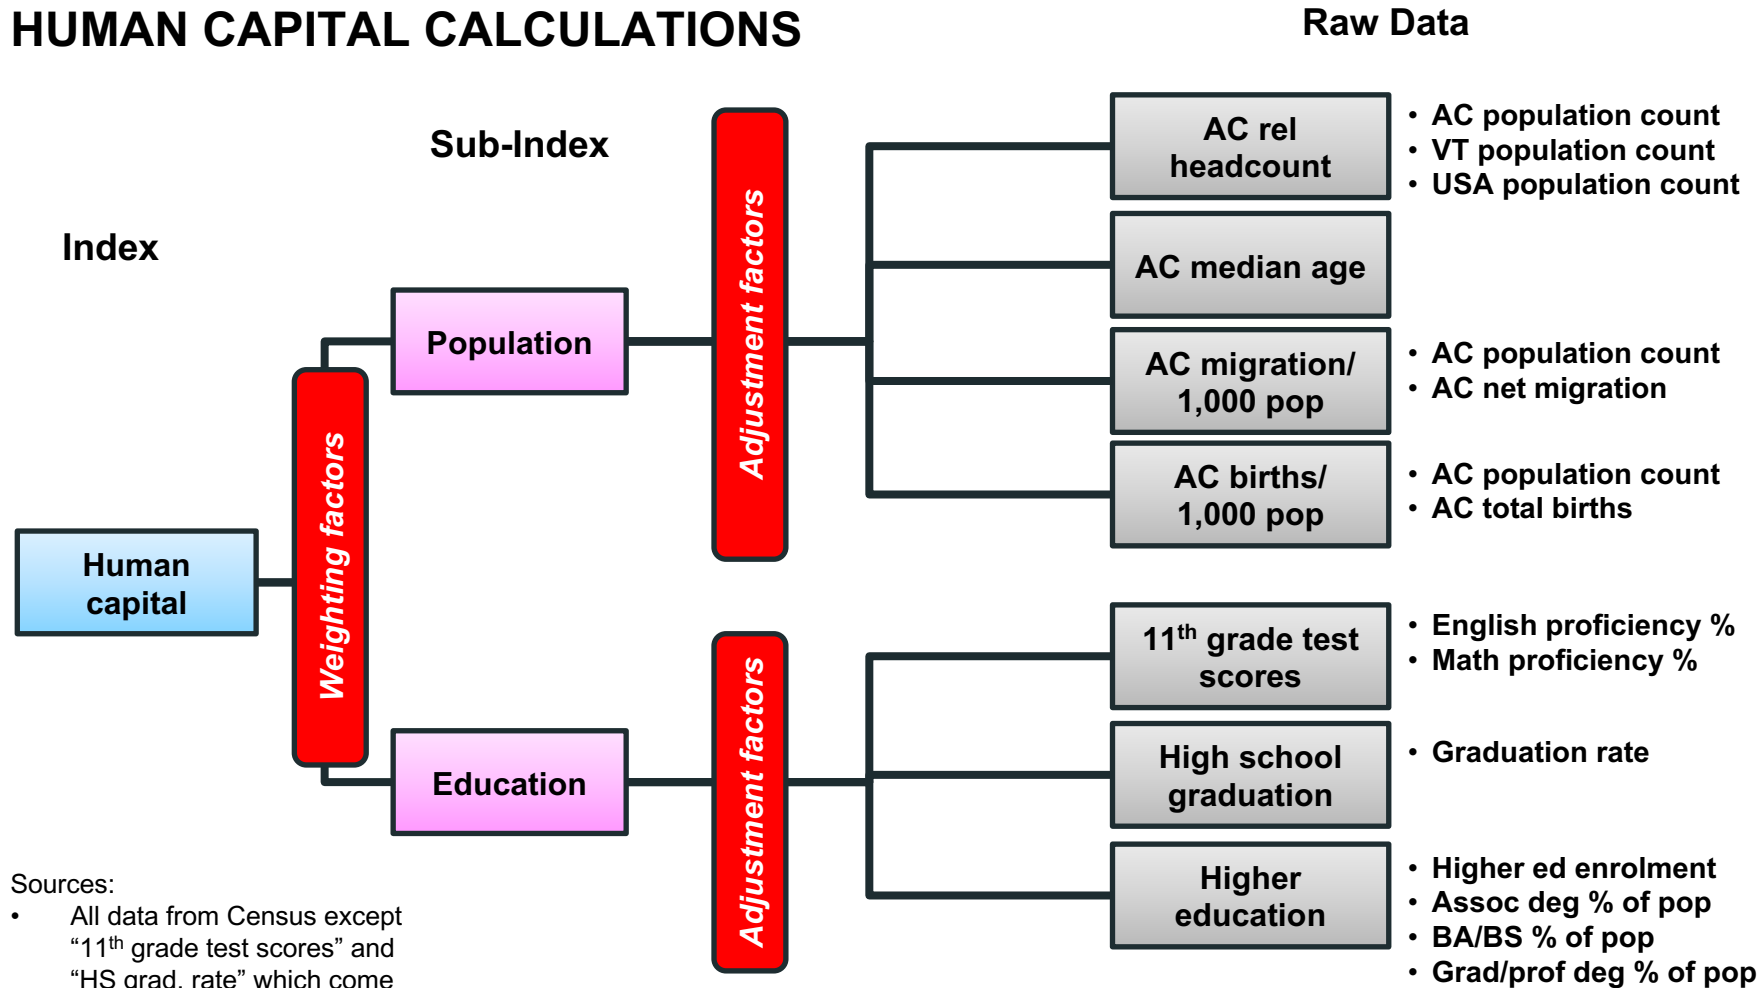 HUMAN CAPITAL CALCULATIONS
Raw Data
Sub-Index
Index
Human
capital
Weighting factors
Population
Adjustment factors
AC rel
headcount
• AC population count
• VT population count
• USA population count
AC median age
AC migration/
1,000 pop
• AC population count
• AC net migration
AC births/
1,000 pop
• AC population count
• AC total births
Education
Adjustment factors
11th grade test
scores
• English proficiency %
• Math proficiency %
High school
graduation
• Graduation rate
Higher
education
• Higher ed enrolment
• Assoc deg % of pop
• BA/BS % of pop
• Grad/prof deg % of pop
Sources:
• All data from Census except
“11th grade test scores” and
“HS grad. rate” which come